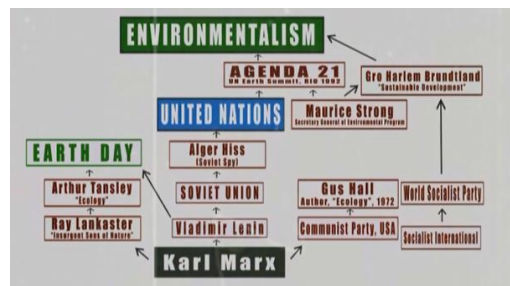 ENVIRONMENTALISM
AGENDA 21
UN Earth Summit, RIO 1992
Gro Harlem Brundtland
"Sustainable Development"
UNITED NATIONS
Maurice Strong
Secretary General of Environmental Program
EARTH DAY
Alger Hiss
(Soviet Spy)
Arthur Tansley
"Ecology"
SOVIET UNION
Gus Hall
Author, "Ecology", 1972
World Socialist Party
Ray Lankaster
"Insurgent Sons of Nature"
Vladimir Lenin
Communist Party, USA
Socialist International
Karl Marx